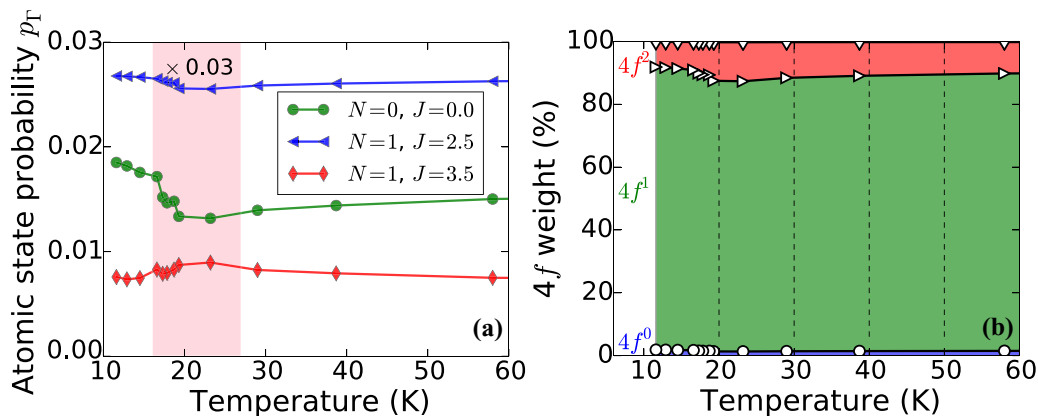 Atomic state probability pΓ
0.03
0.02
0.01
0.00
× 0.03
N=0, J=0.0
N=1, J=2.5
N=1, J=3.5
(a)
10 20 30 40 50 60
Temperature (K)
4f weight (%)
100
80
60
40
20
0
4f²
4f¹
4f⁰
(b)
10 20 30 40 50 60
Temperature (K)